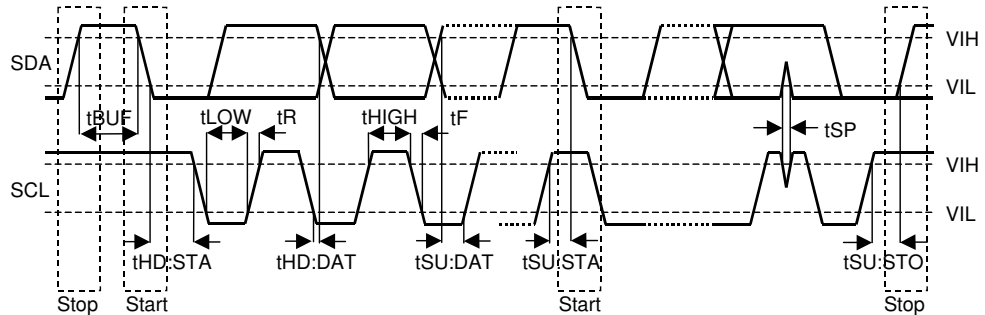 VIH
SDA
VIL
tBUF
tLOW
tR
tHIGH
tF
tSP
VIH
SCL
VIL
tHD:STA
tHD:DAT
tSU:DAT
tSU:STA
tSU:STO
Stop
Start
Start
Stop